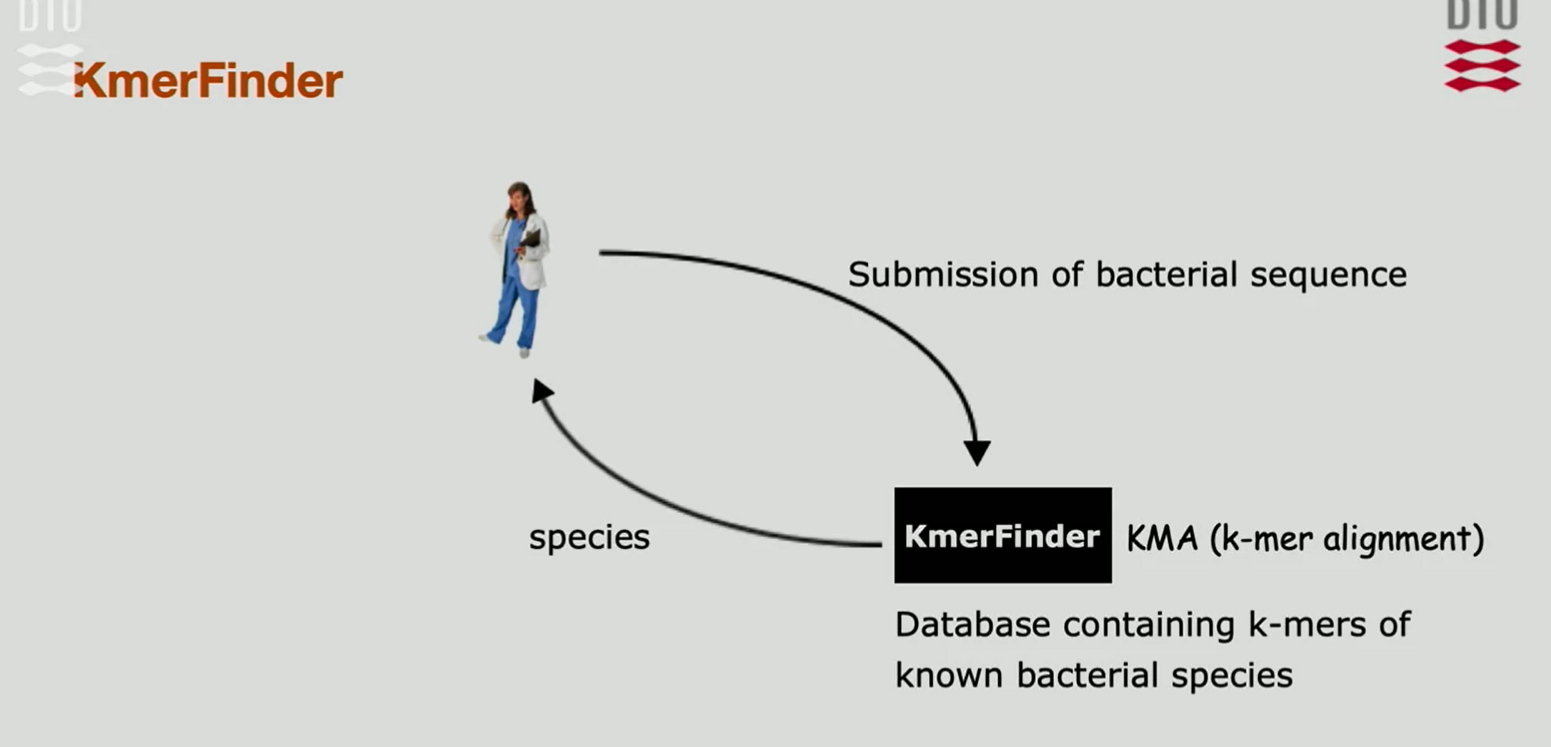 DTU
DTU
KmerFinder
Submission of bacterial sequence
species
KmerFinder
KMA (k-mer alignment)
Database containing k-mers of
known bacterial species